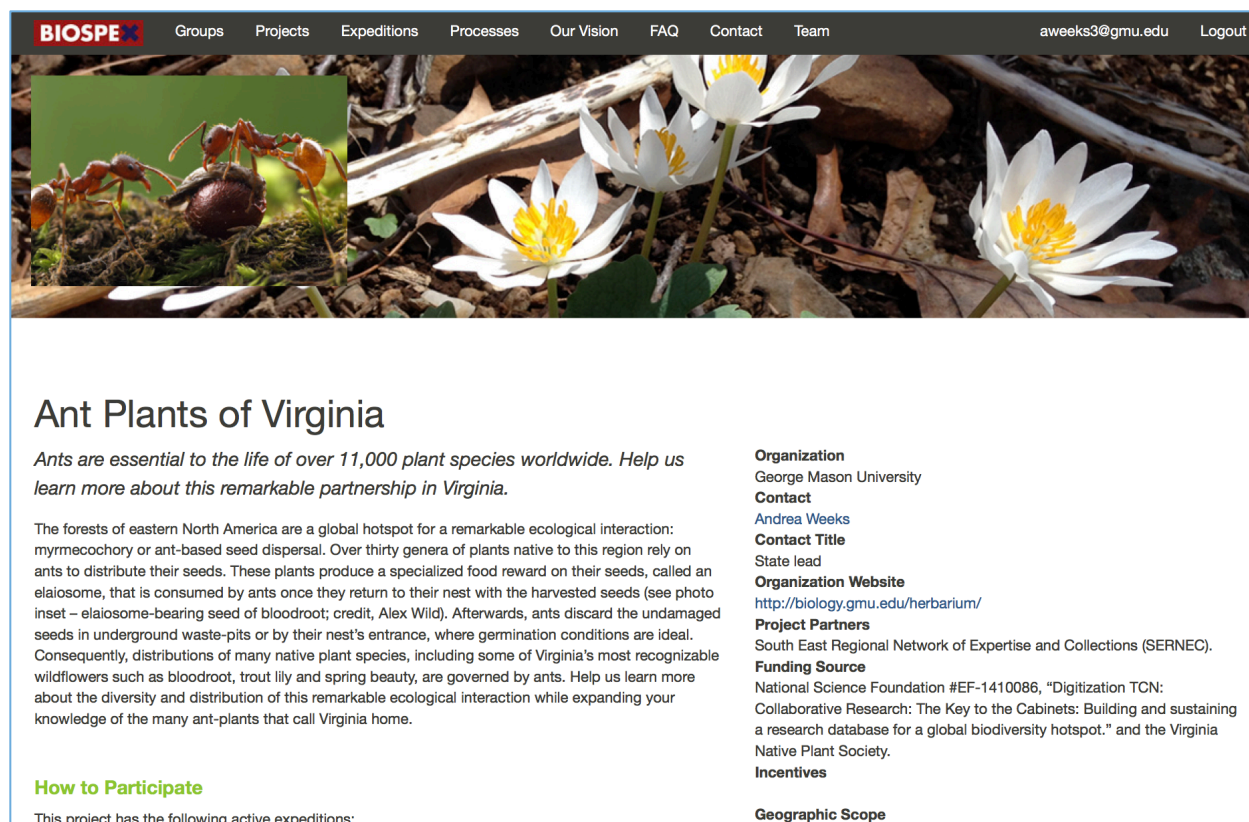 BIOSPEX Groups Projects Expeditions Processes Our Vision FAQ Contact Team aweeks3@gmu.edu Logout
Ant Plants of Virginia
Ants are essential to the life of over 11,000 plant species worldwide. Help us
learn more about this remarkable partnership in Virginia.
The forests of eastern North America are a global hotspot for a remarkable ecological interaction:
myrmecochory or ant-based seed dispersal. Over thirty genera of plants native to this region rely on
ants to distribute their seeds. These plants produce a specialized food reward on their seeds, called an
elaiosome, that is consumed by ants once they return to their nest with the harvested seeds (see photo
inset – elaiosome-bearing seed of bloodroot; credit, Alex Wild). Afterwards, ants discard the undamaged
seeds in underground waste-pits or by their nest’s entrance, where germination conditions are ideal.
Consequently, distributions of many native plant species, including some of Virginia’s most recognizable
wildflowers such as bloodroot, trout lily and spring beauty, are governed by ants. Help us learn more
about the diversity and distribution of this remarkable ecological interaction while expanding your
knowledge of the many ant-plants that call Virginia home.
How to Participate
This project has the following active expeditions:
Organization
George Mason University
Contact
Andrea Weeks
Contact Title
State lead
Organization Website
http://biology.gmu.edu/herbarium/
Project Partners
South East Regional Network of Expertise and Collections (SERNEC).
Funding Source
National Science Foundation #EF-1410086, “Digitization TCN:
Collaborative Research: The Key to the Cabinets: Building and sustaining
a research database for a global biodiversity hotspot.” and the Virginia
Native Plant Society.
Incentives
Geographic Scope